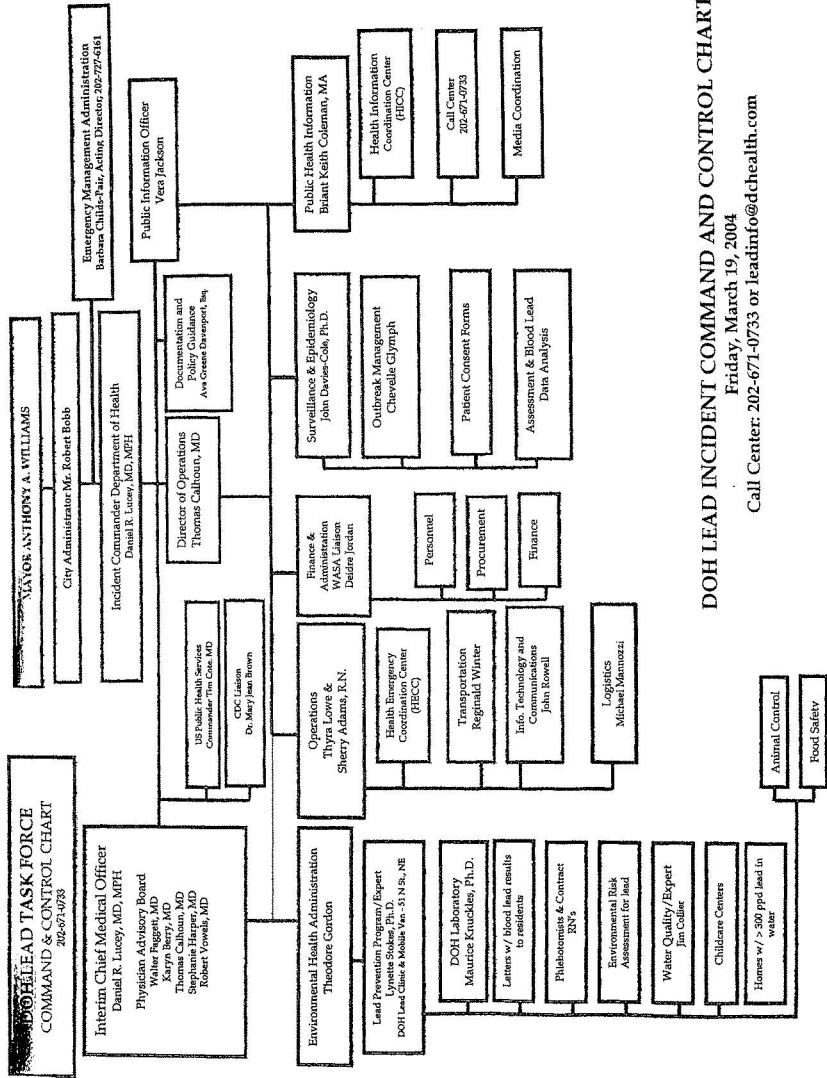 DOH LEAD TASK FORCE
COMMAND & CONTROL CHART
202-671-0733
MAYOR ANTHONY A. WILLIAMS
City Administrator Mr. Robert Bobb
Emergency Management Administration
Barbara Childs-Pair, Acting Director; 202-727-6161
Incident Commander Department of Health
Daniel R. Lucey, MD, MPH
Public Information Officer
Vera Jackson
Interim Chief Medical Officer
Daniel R. Lucey, MD, MPH
Physician Advisory Board
Walter Faggett, MD
Karyn Berry, MD
Thomas Calhoun, MD
Stephanie Harper, MD
Robert Vowels, MD
US Public Health Services
Commander Tim Cote, MD
CDC Liaison
Dr. Mary Jean Brown
Director of Operations
Thomas Calhoun, MD
Documentation and
Policy Guidance
Ava Greene Davenport, Esq.
Environmental Health Administration
Theodore Gordon
Lead Prevention Program/Expert
Lynette Stokes, Ph.D.
DOH Lead Clinic & Mobile Van - 51 N St., NE
DOH Laboratory
Maurice Knuckles, Ph.D.
Letters w/ blood lead results
to residents
Phlebotomists & Contract
RN's
Environmental Risk
Assessment for lead
Water Quality/Expert
Jim Collier
Childcare Centers
Homes w/ > 300 ppd lead in
water
Animal Control
Food Safety
Operations
Thyra Lowe &
Sherry Adams, R.N.
Health Emergency
Coordination Center
(HECC)
Transportation
Reginald Winter
Info. Technology and
Communications
John Rowell
Logistics
Michael Mannozzi
Finance &
Administration
WASA Liaison
Deidre Jordan
Personnel
Procurement
Finance
Surveillance & Epidemiology
John Davies-Cole, Ph.D.
Outbreak Management
Chevelle Glymph
Patient Consent Forms
Assessment & Blood Lead
Data Analysis
Public Health Information
Briant Keith Coleman, MA
Health Information
Coordination Center
(HICC)
Call Center
202-671-0733
Media Coordination
DOH LEAD INCIDENT COMMAND AND CONTROL CHART
Friday, March 19, 2004
Call Center: 202-671-0733 or leadinfo@dchealth.com